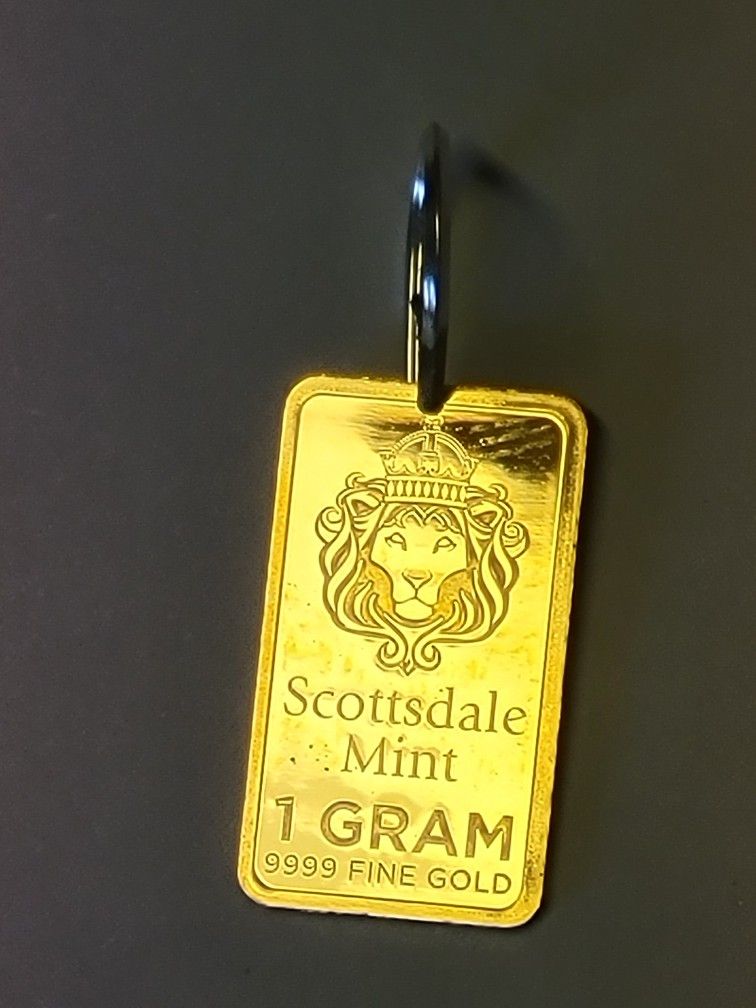 Scottsdale
Mint
1 GRAM
9999 FINE GOLD